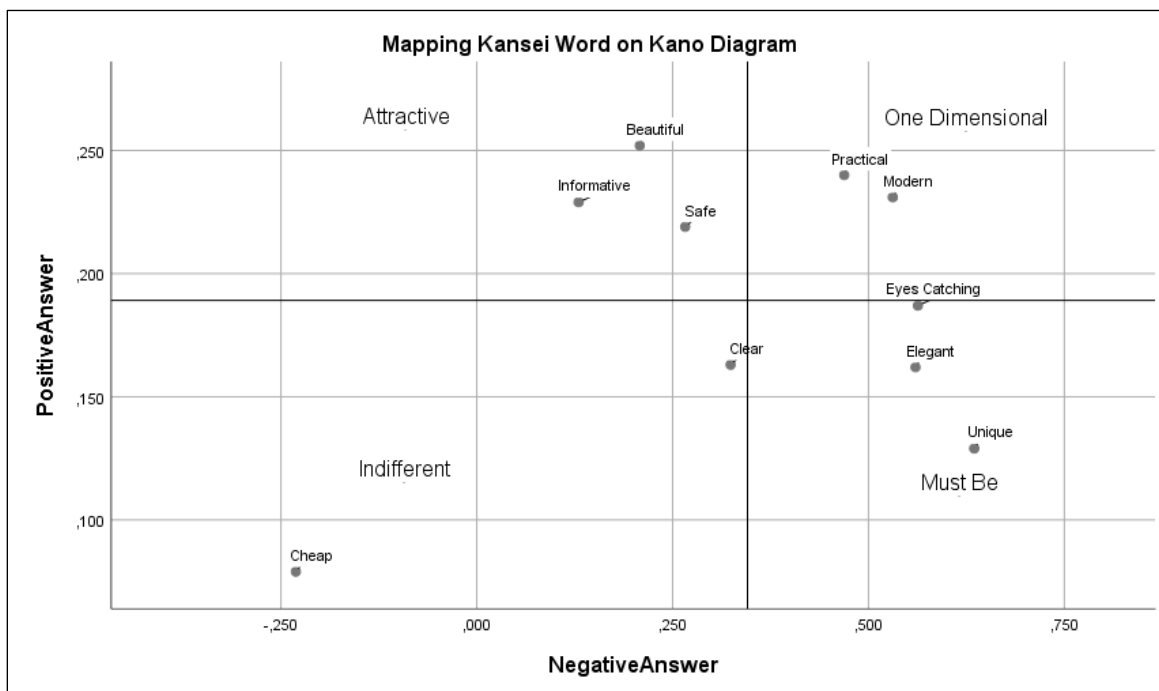 Mapping Kansei Word on Kano Diagram
Attractive
One Dimensional
Beautiful
,250
Practical
Modern
Informative
Safe
,200
Eyes Catching
PositiveAnswer
Clear
Elegant
,150
Unique
Indifferent
Must Be
,100
Cheap
-,250
,000
,250
,500
,750
NegativeAnswer